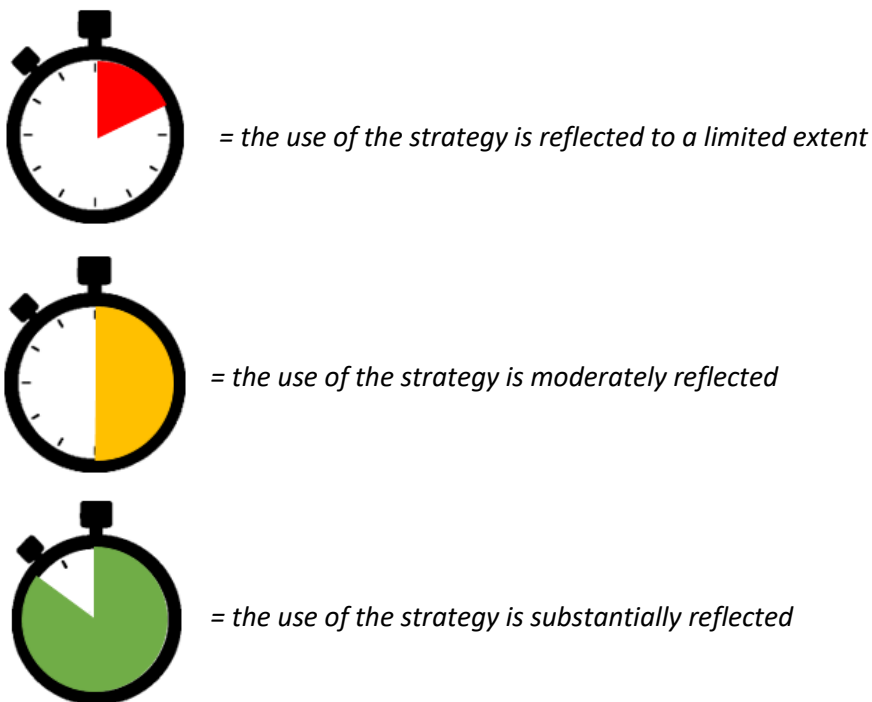 = the use of the strategy is reflected to a limited extent
= the use of the strategy is moderately reflected
= the use of the strategy is substantially reflected